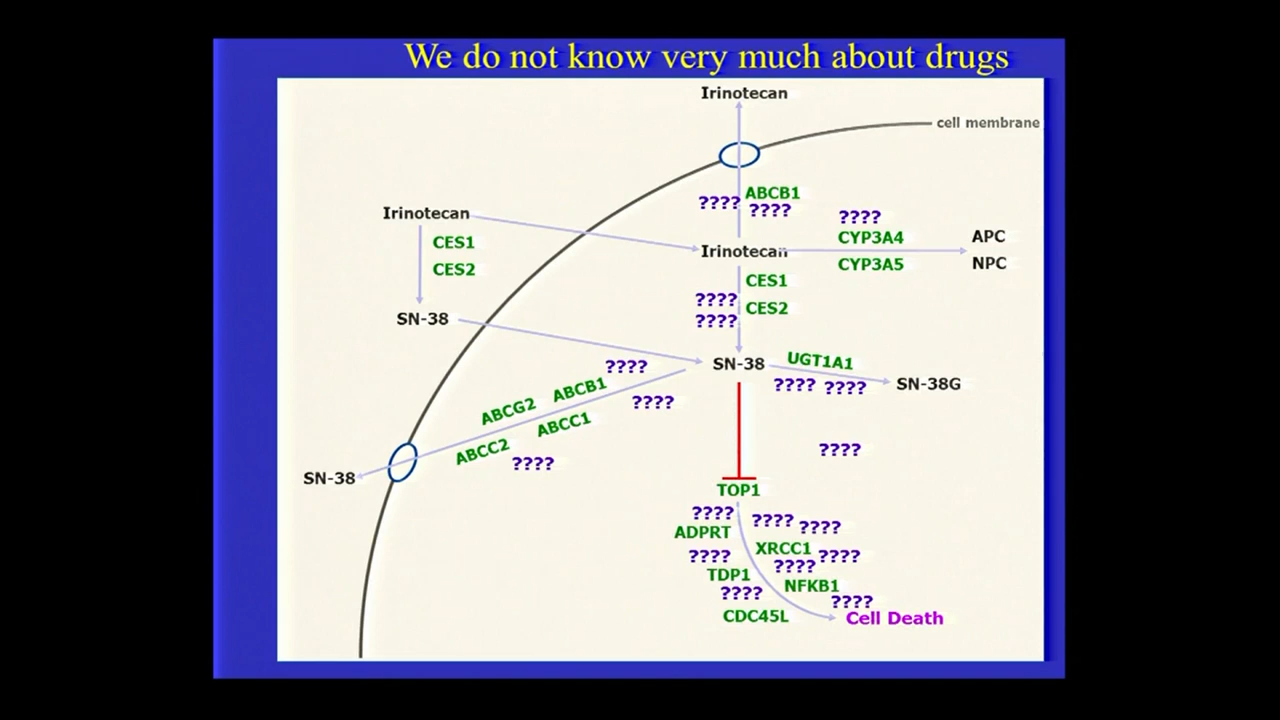 We do not know very much about drugs
Irinotecan
cell membrane
ABCB1
????
????
????
Irinotecan
CYP3A4
APC
Irinotecan
CES1
CYP3A5
NPC
CES2
CES1
????
CES2
????
SN-38
SN-38
UGT1A1
SN-38G
????
????
????
ABCG2 ABCB1
????
ABCC2 ABCC1
????
????
SN-38
TOP1
????
????
????
ADPRT
XRCC1
????
????
????
TDP1
NFKB1
????
????
CDC45L
Cell Death